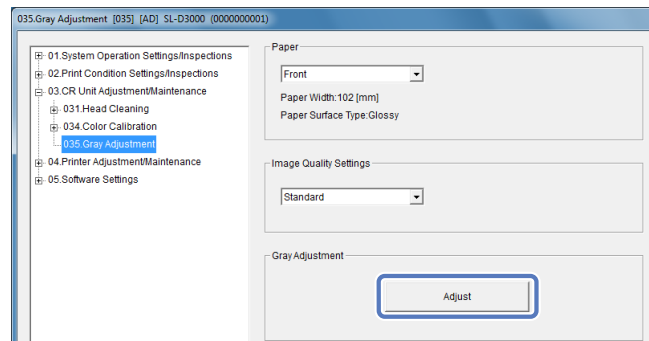 035.Gray Adjustment [035] [AD] SL-D3000 (0000000001)
01.System Operation Settings/Inspections
02.Print Condition Settings/Inspections
03.CR Unit Adjustment/Maintenance
031.Head Cleaning
034.Color Calibration
035.Gray Adjustment
04.Printer Adjustment/Maintenance
05.Software Settings
Paper
Front
Paper Width:102 [mm]
Paper Surface Type:Glossy
Image Quality Settings
Standard
Gray Adjustment
Adjust